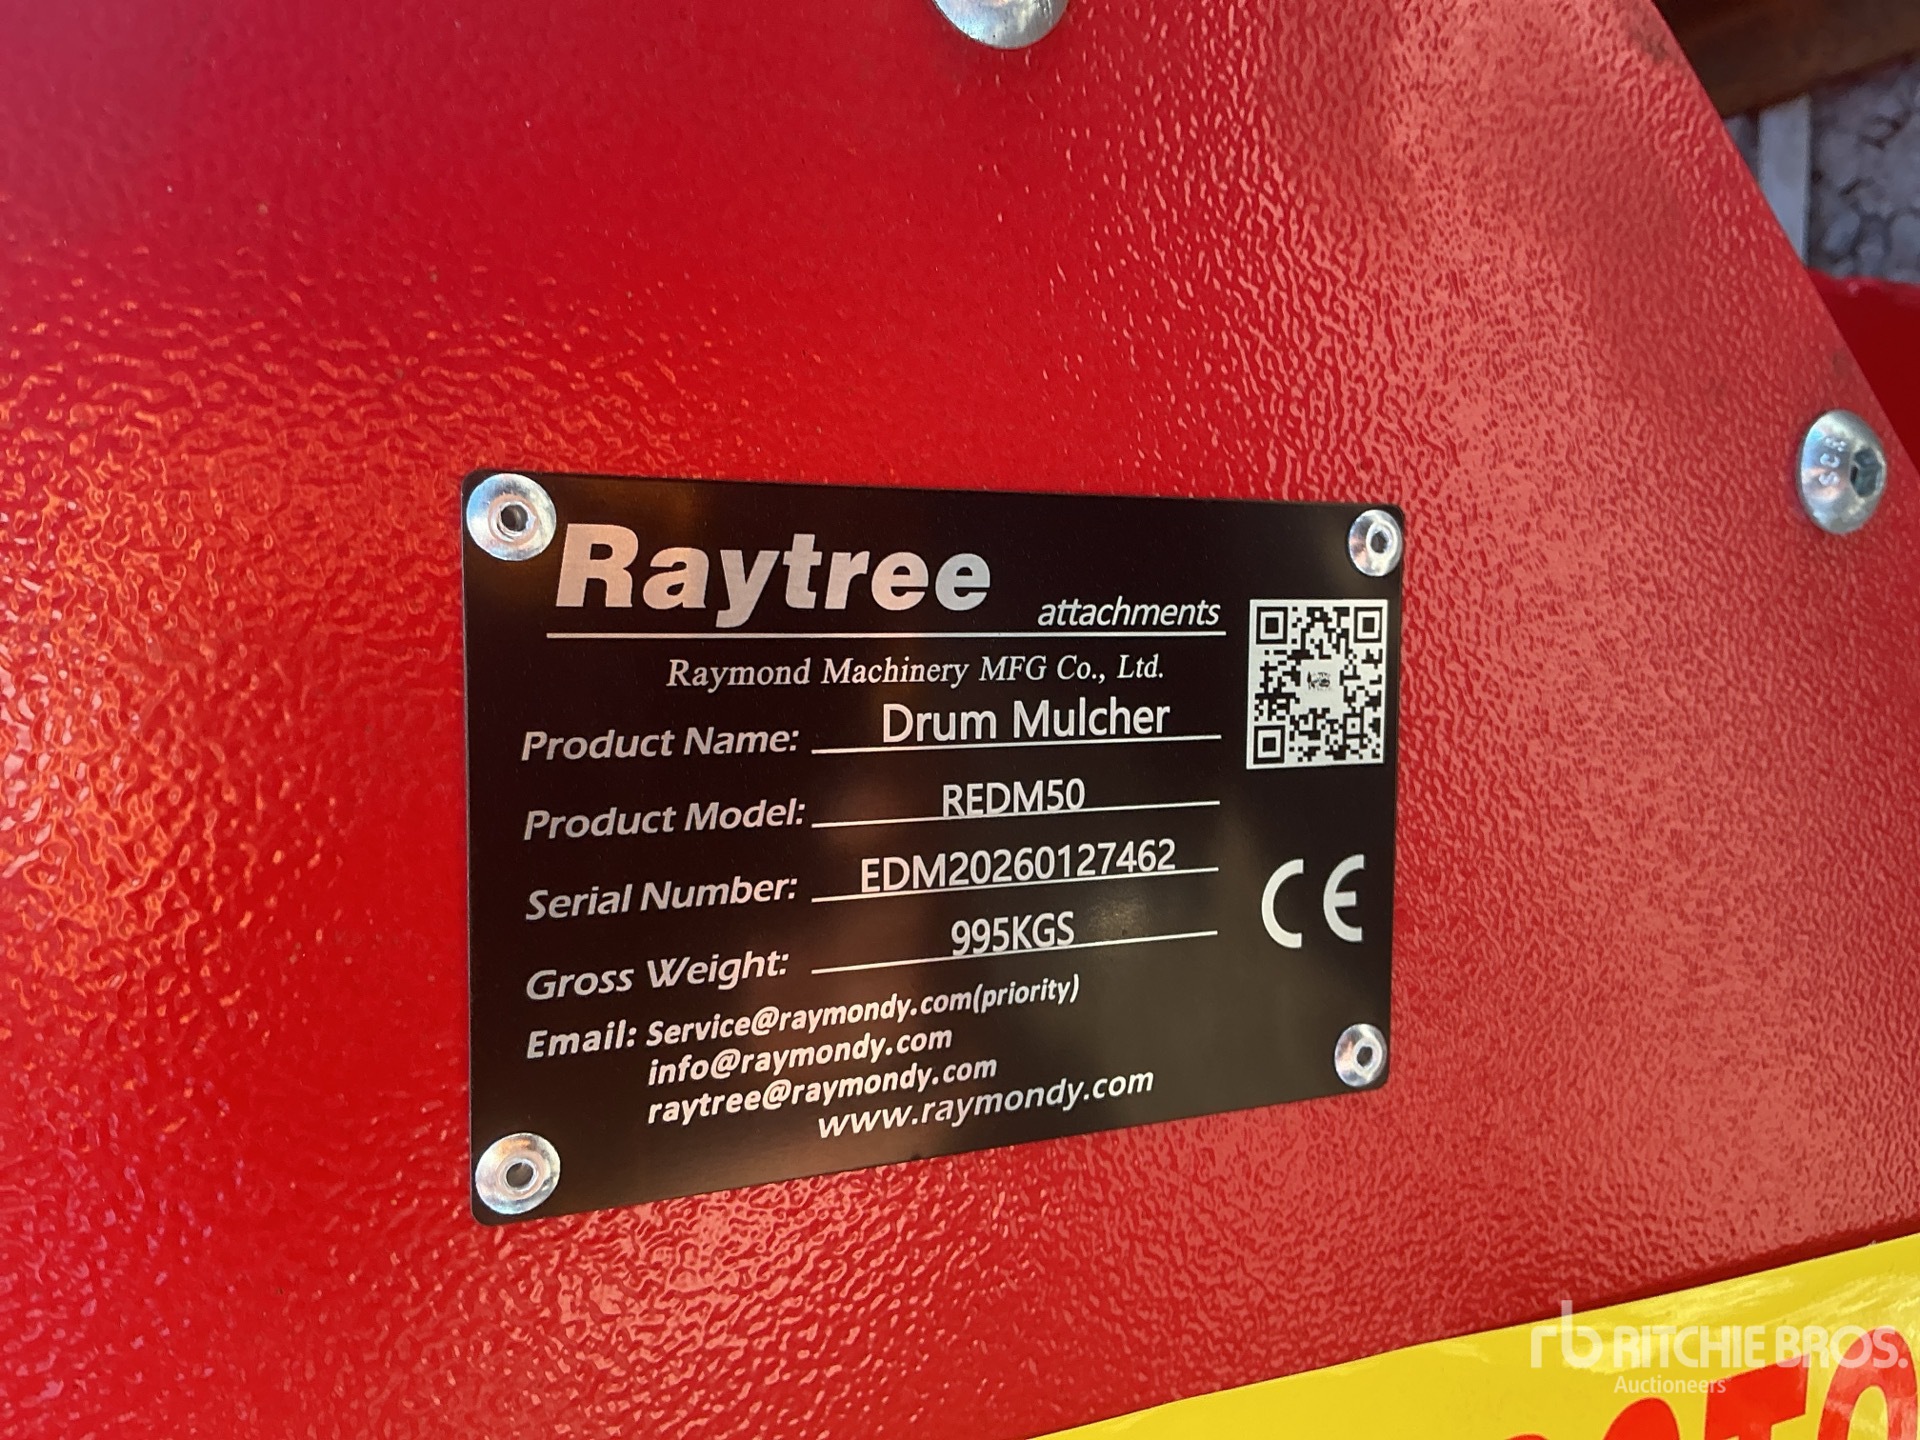 Raytree
attachments
Raymond Machinery MFG Co., Ltd.
Product Name: Drum Mulcher
Product Model: REDM50
Serial Number: EDM20260127462
Gross Weight: 995KGS
Email: Service@raymondy.com(priority)
info@raymondy.com
raytree@raymondy.com
www.raymondy.com
CE
rb RITCHIE BROS.
Auctioneers